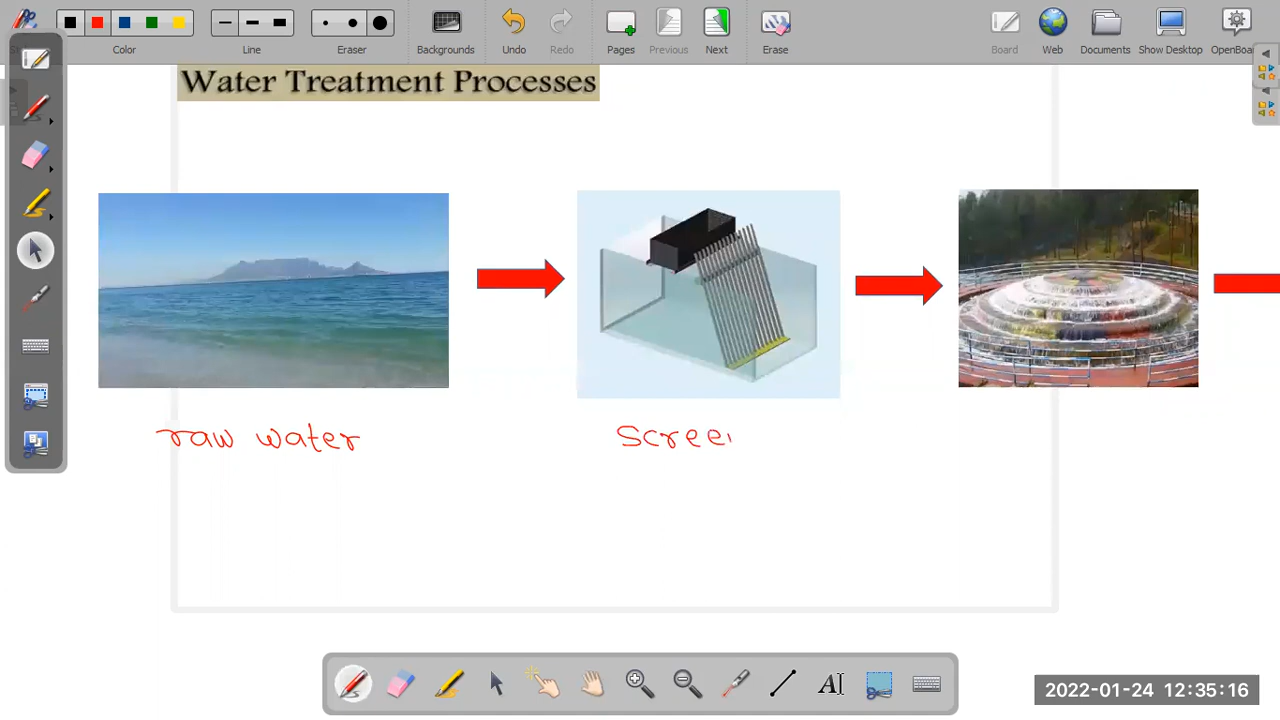 Color
Line
Eraser
Backgrounds
Undo
Redo
Pages
Previous
Next
Erase
Board
Web
Documents
Show Desktop
Water Treatment Processes
raw water
AI
2022-01-24 12:35:16